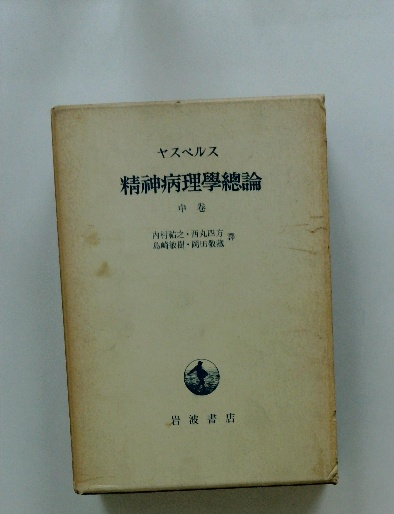 ヤスペルス
精神病理學總論
中卷
内村祐之・西丸四方
島崎敏樹・岡田敬藏
譯
岩波書店